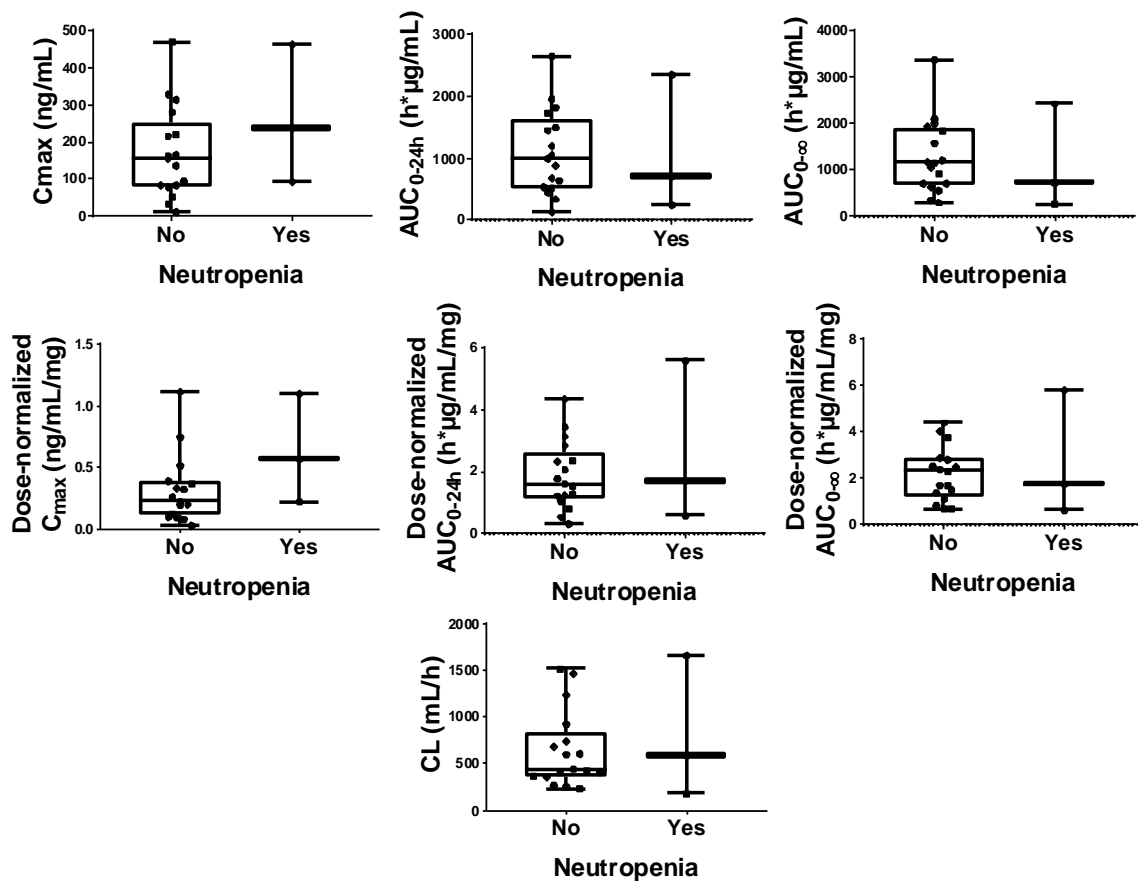 Cmax (ng/mL)
500
400
300
200
100
0
No
Yes
Neutropenia
AUC0-24h (h*µg/mL)
3000
2000
1000
0
No
Yes
Neutropenia
AUC0-∞ (h*µg/mL)
4000
3000
2000
1000
0
No
Yes
Neutropenia
Dose-normalized
Cmax (ng/mL/mg)
1.5
1.0
0.5
0.0
No
Yes
Neutropenia
Dose-normalized
AUC0-24h (h*µg/mL/mg)
6
4
2
0
No
Yes
Neutropenia
Dose-normalized
AUC0-∞ (h*µg/mL/mg)
8
6
4
2
0
No
Yes
Neutropenia
CL (mL/h)
2000
1500
1000
500
0
No
Yes
Neutropenia